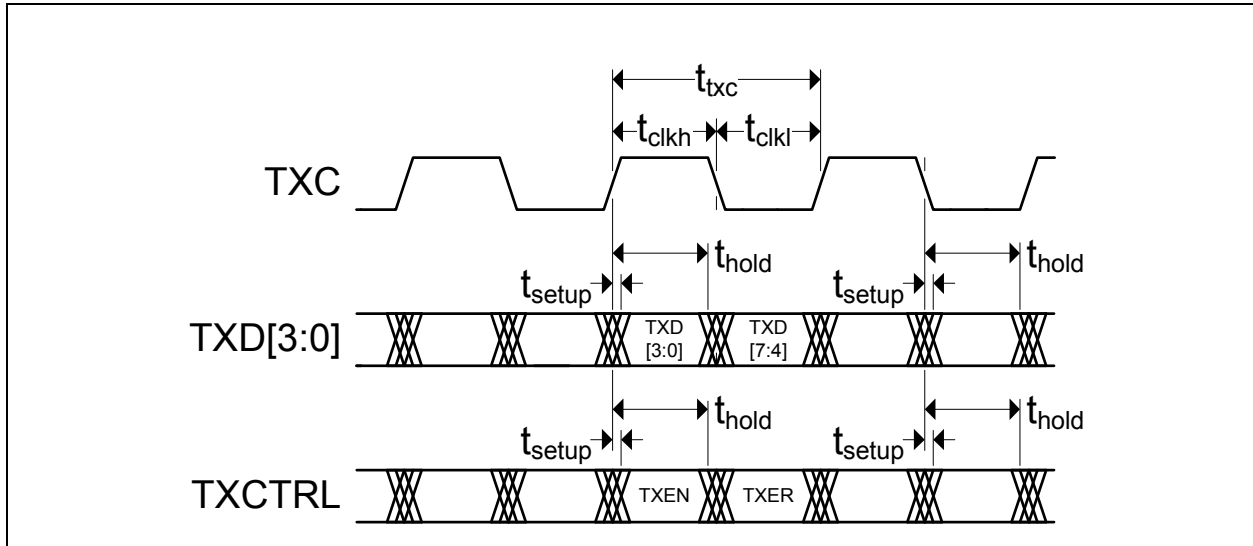 t_txc
t_clkh t_clkl
TXC
t_hold t_hold
t_setup t_setup
TXD[3:0] TXD [3:0] TXD [7:4]
t_hold t_hold
t_setup t_setup
TXCTRL TXEN TXER